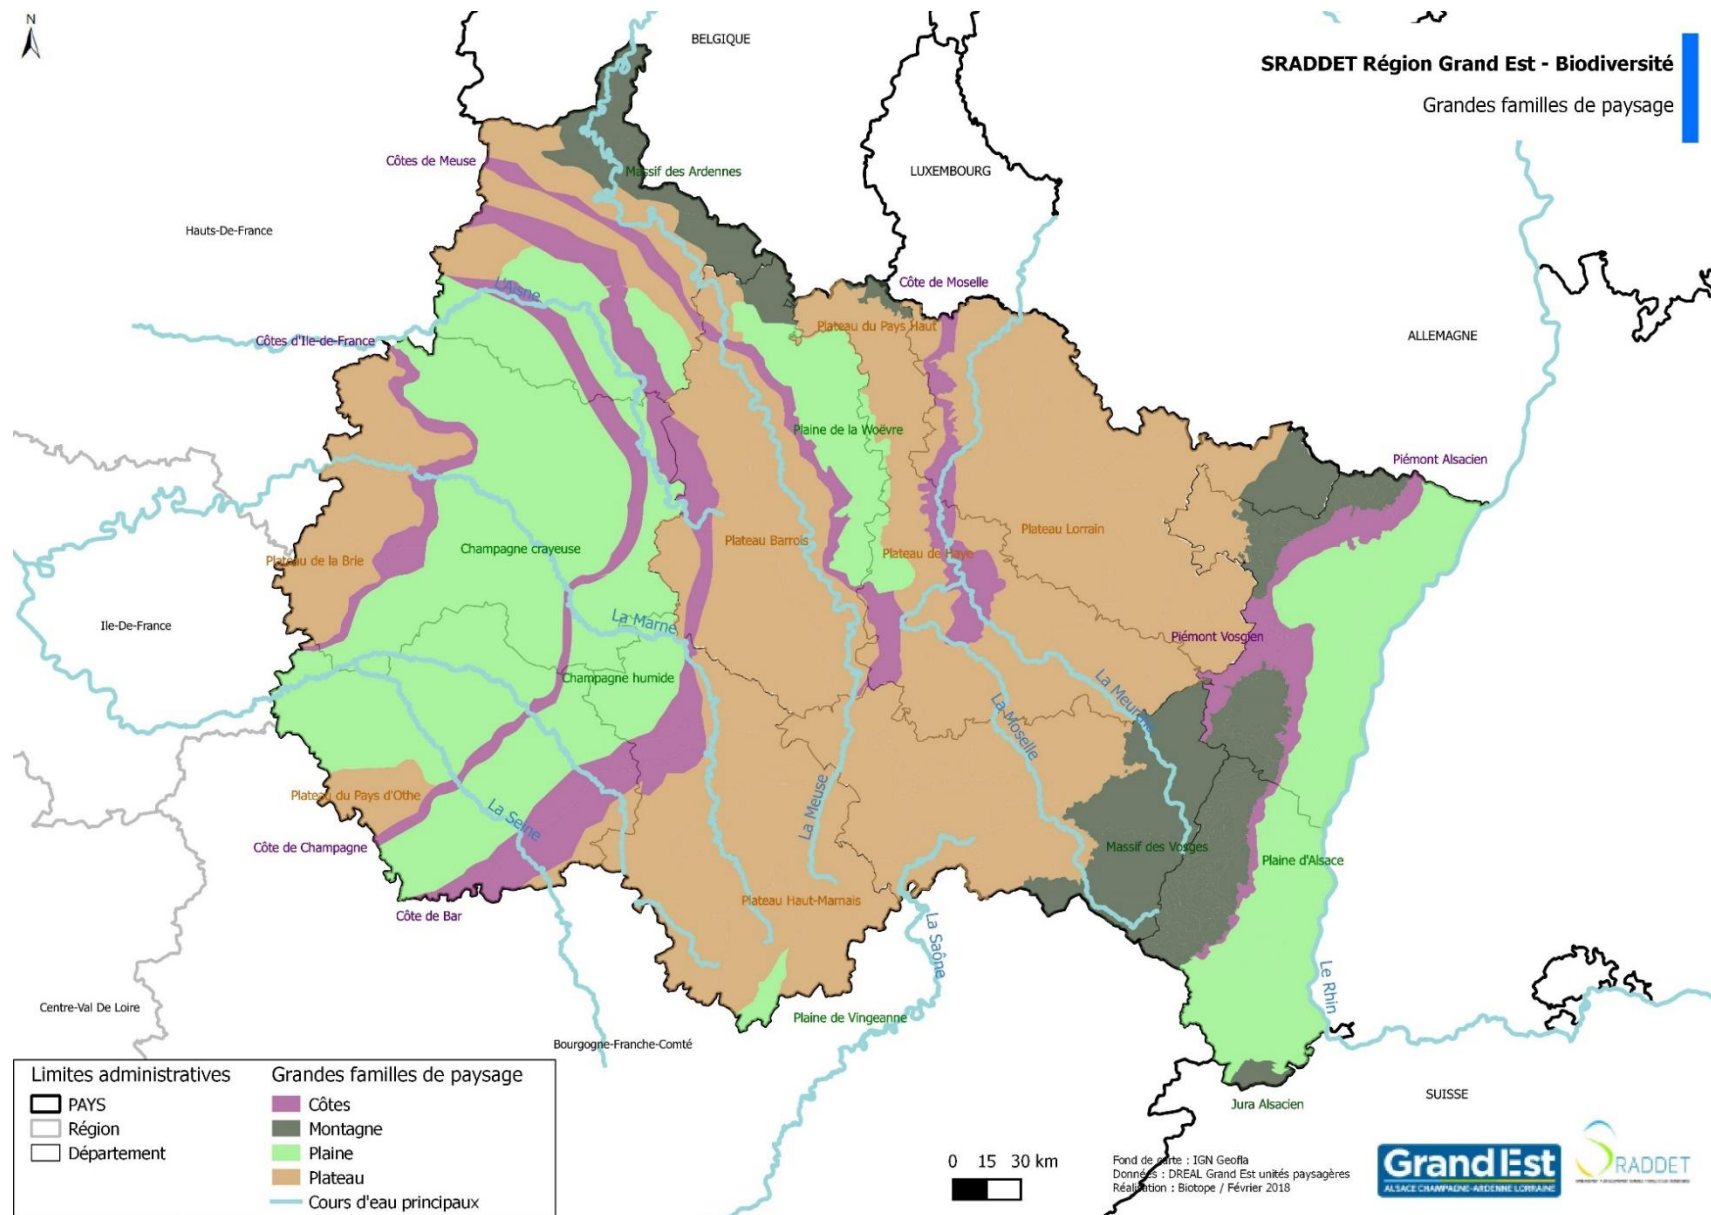 N
BELGIQUE
SRADDET Région Grand Est - Biodiversité
Grandes familles de paysage
Côtes de Meuse
Massif des Ardennes
LUXEMBOURG
Hauts-De-France
L'Aisne
Côte de Moselle
Plateau du Pays Haut
ALLEMAGNE
Côtes d'Ile-de-France
Plaine de la Woëvre
Piémont Alsacien
Plateau Lorrain
Plateau Barrois
Champagne crayeuse
Plateau de Haye
Plateau de la Brie
Ile-De-France
La Marne
Piémont Vosgien
Champagne humide
La Meurthe
La Moselle
Plateau du Pays d'Othe
La Seine
La Meuse
Côte de Champagne
Massif des Vosges
Plaine d'Alsace
Plateau Haut-Marnais
Côte de Bar
La Saône
Le Rhin
Centre-Val De Loire
Plaine de Vingeanne
Bourgogne-Franche-Comté
SUISSE
Jura Alsacien
Limites administratives
PAYS
Région
Département
Grandes familles de paysage
Côtes
Montagne
Plaine
Plateau
Cours d'eau principaux
0 15 30 km
Fond de carte : IGN Geofla
Données : DREAL Grand Est unités paysagères
Réalisation : Biotope / Février 2018
Grand Est
ALSACE CHAMPAGNE-ARDENNE LORRAINE
SRADDET